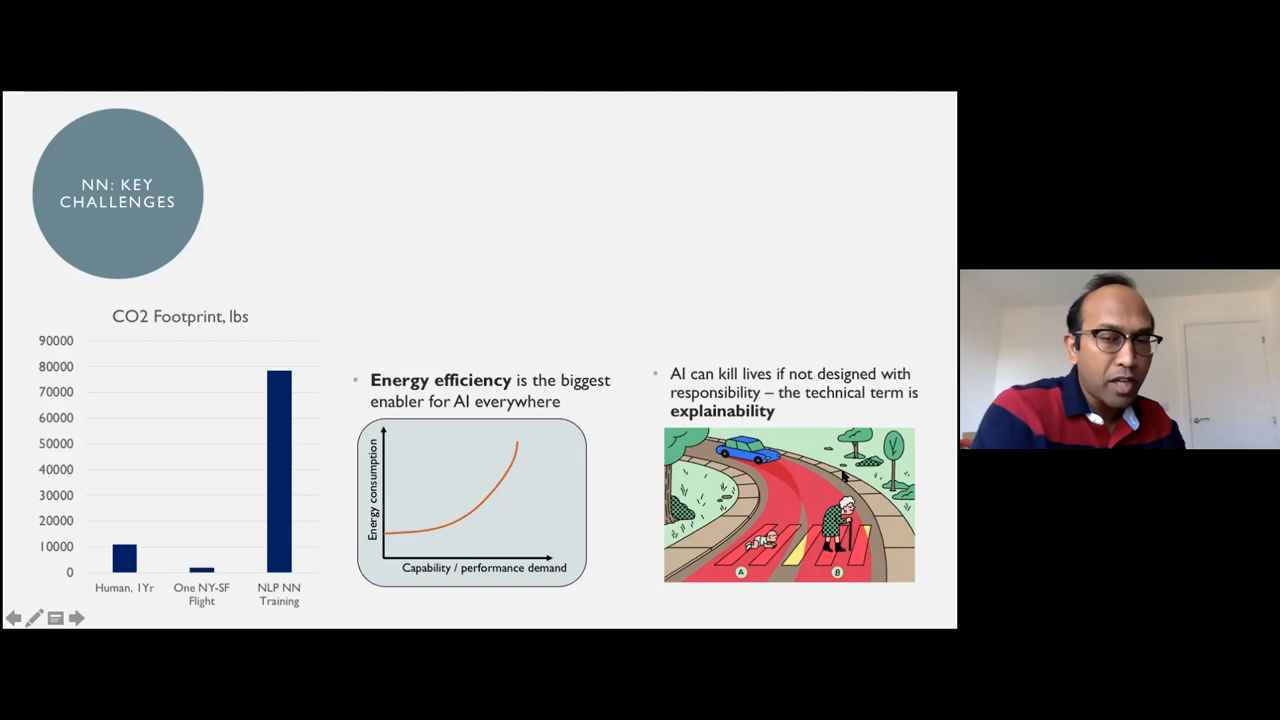 NN: KEY
CHALLENGES
CO2 Footprint, lbs
90000
80000
70000
60000
50000
40000
30000
20000
10000
0
Human, 1Yr
One NY-SF
Flight
NLP NN
Training
• Energy efficiency is the biggest
enabler for AI everywhere
Energy consumption
Capability / performance demand
• AI can kill lives if not designed with
responsibility – the technical term is
explainability
A
B